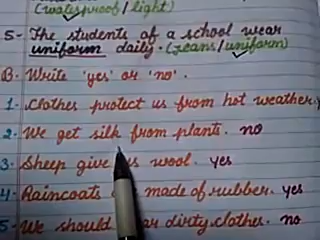 (waterproof/light)
5- The students of a school wear
uniform daily. (jeans/uniform)
B. Write 'yes' or 'no'.
1- Clothes protect us from hot weather.
2- We get silk from plants. no
3- Sheep give us wool. yes
4- Raincoats made of rubber. yes
5- We should dirty clothes. no